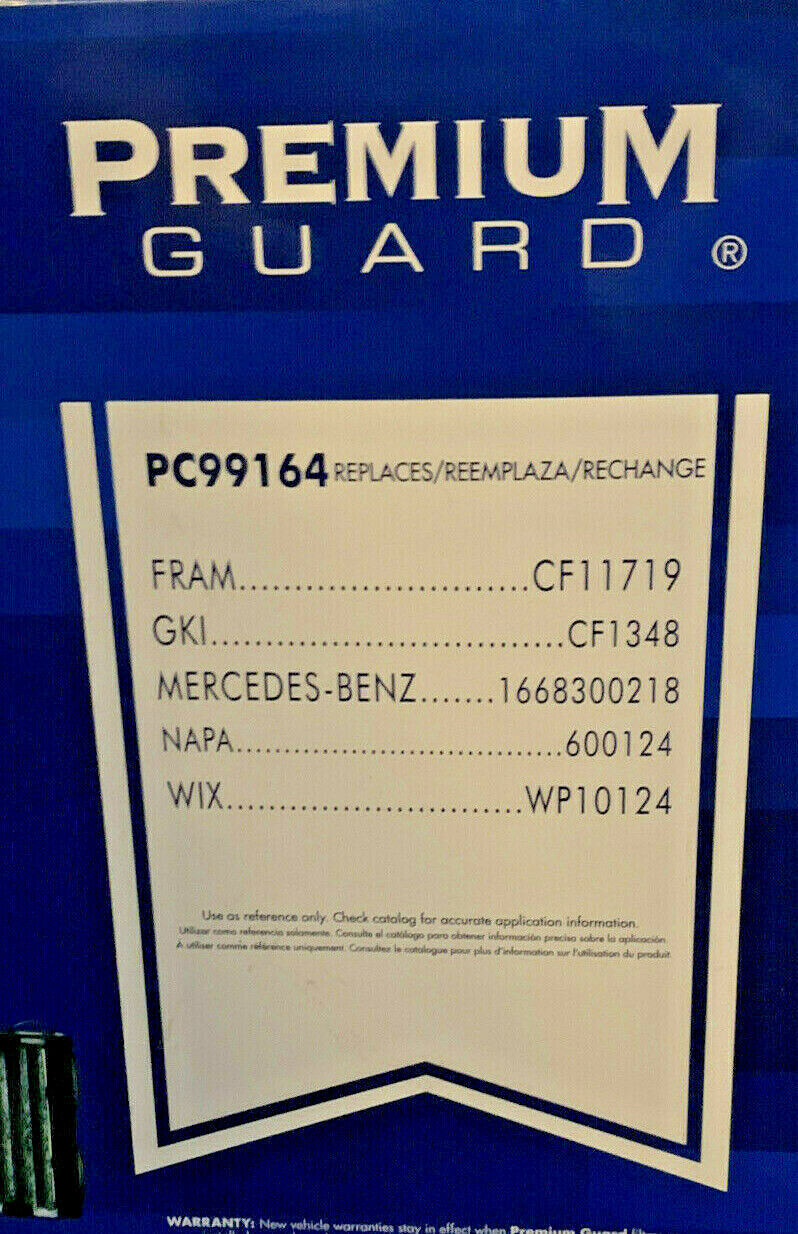 PREMIUM
GUARD ®
PC99164 REPLACES/REEMPLAZA/RECHANGE
FRAM...........................CF11719
GKI.................................CF1348
MERCEDES-BENZ.......1668300218
NAPA.................................600124
WIX............................WP10124
Use as reference only. Check catalog for accurate application information.
Utilizar como referencia solamente. Consulte el catálogo para obtener información precisa sobre la aplicación.
À utiliser comme référence uniquement. Consultez le catalogue pour plus d'information sur l'utilisation du produit.
WARRANTY: New vehicle warranties stay in effect when Premium Guard